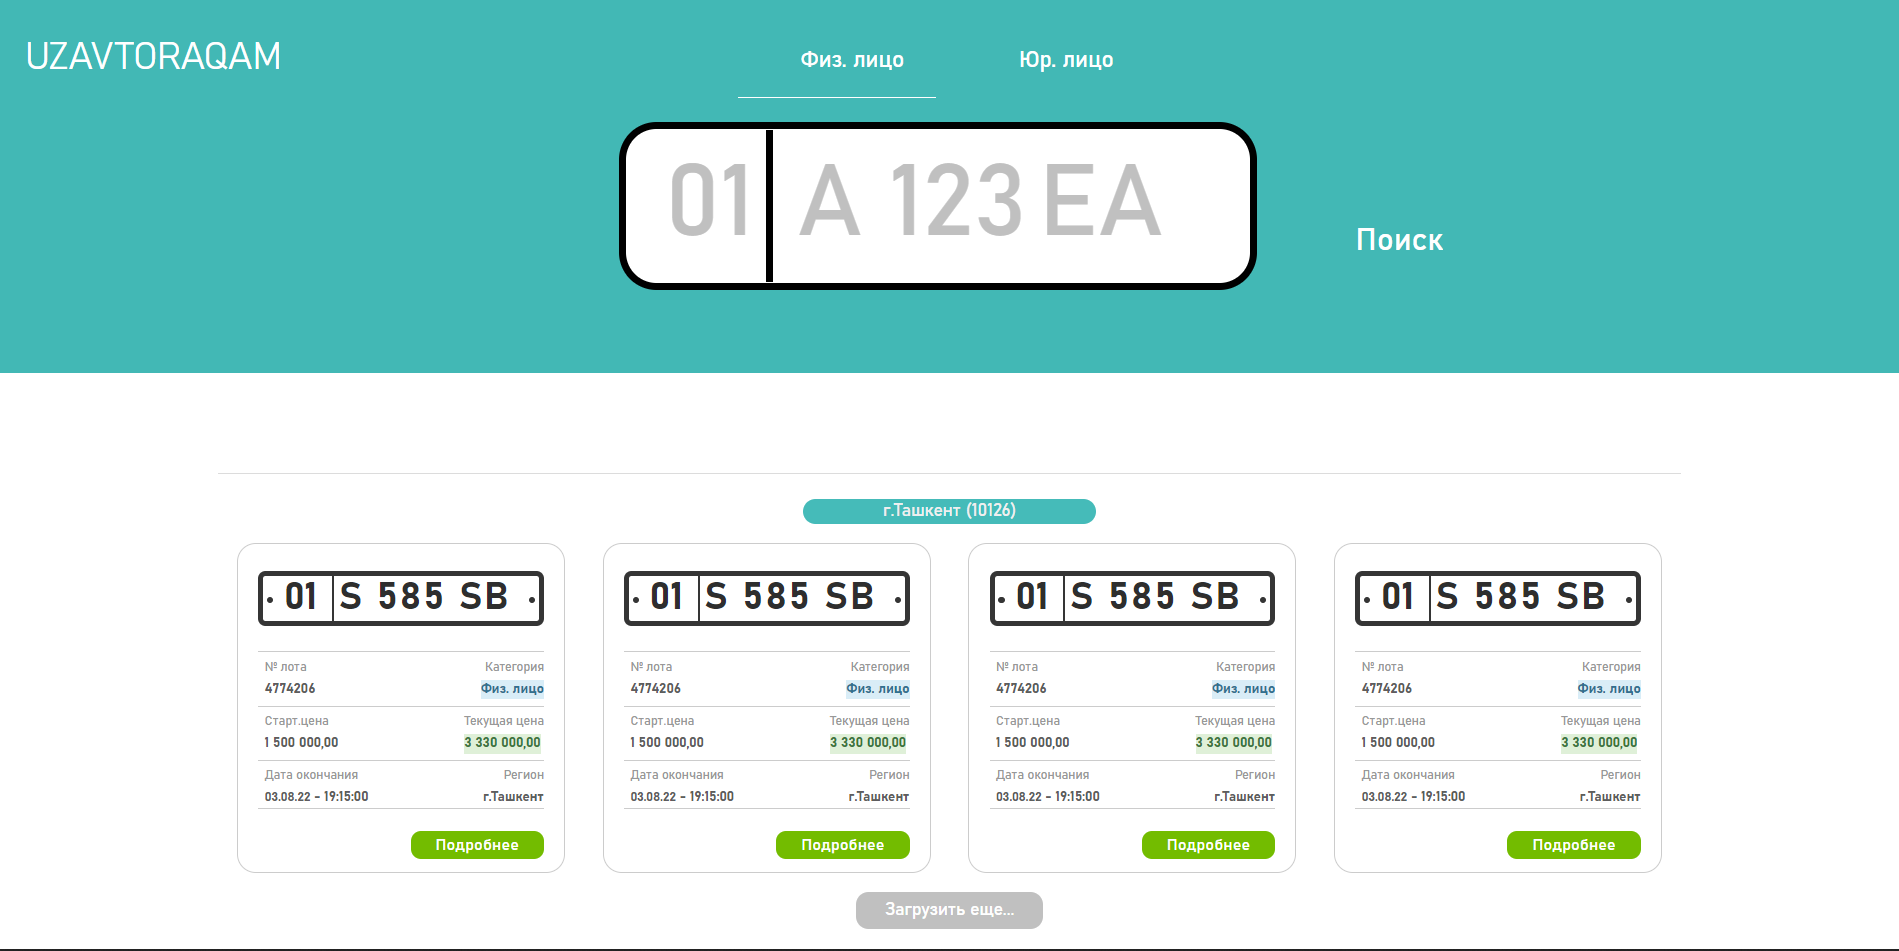 UZAVTORAQAM
Физ. лицо Юр. лицо
01 A 123 EA
Поиск
г.Ташкент (10126)
01 S 585 SB
№ лота Категория
4774206 Физ. лицо
Старт.цена Текущая цена
1 500 000,00 3 330 000,00
Дата окончания Регион
03.08.22 - 19:15:00 г.Ташкент
Подробнее
01 S 585 SB
№ лота Категория
4774206 Физ. лицо
Старт.цена Текущая цена
1 500 000,00 3 330 000,00
Дата окончания Регион
03.08.22 - 19:15:00 г.Ташкент
Подробнее
01 S 585 SB
№ лота Категория
4774206 Физ. лицо
Старт.цена Текущая цена
1 500 000,00 3 330 000,00
Дата окончания Регион
03.08.22 - 19:15:00 г.Ташкент
Подробнее
01 S 585 SB
№ лота Категория
4774206 Физ. лицо
Старт.цена Текущая цена
1 500 000,00 3 330 000,00
Дата окончания Регион
03.08.22 - 19:15:00 г.Ташкент
Подробнее
Загрузить еще...